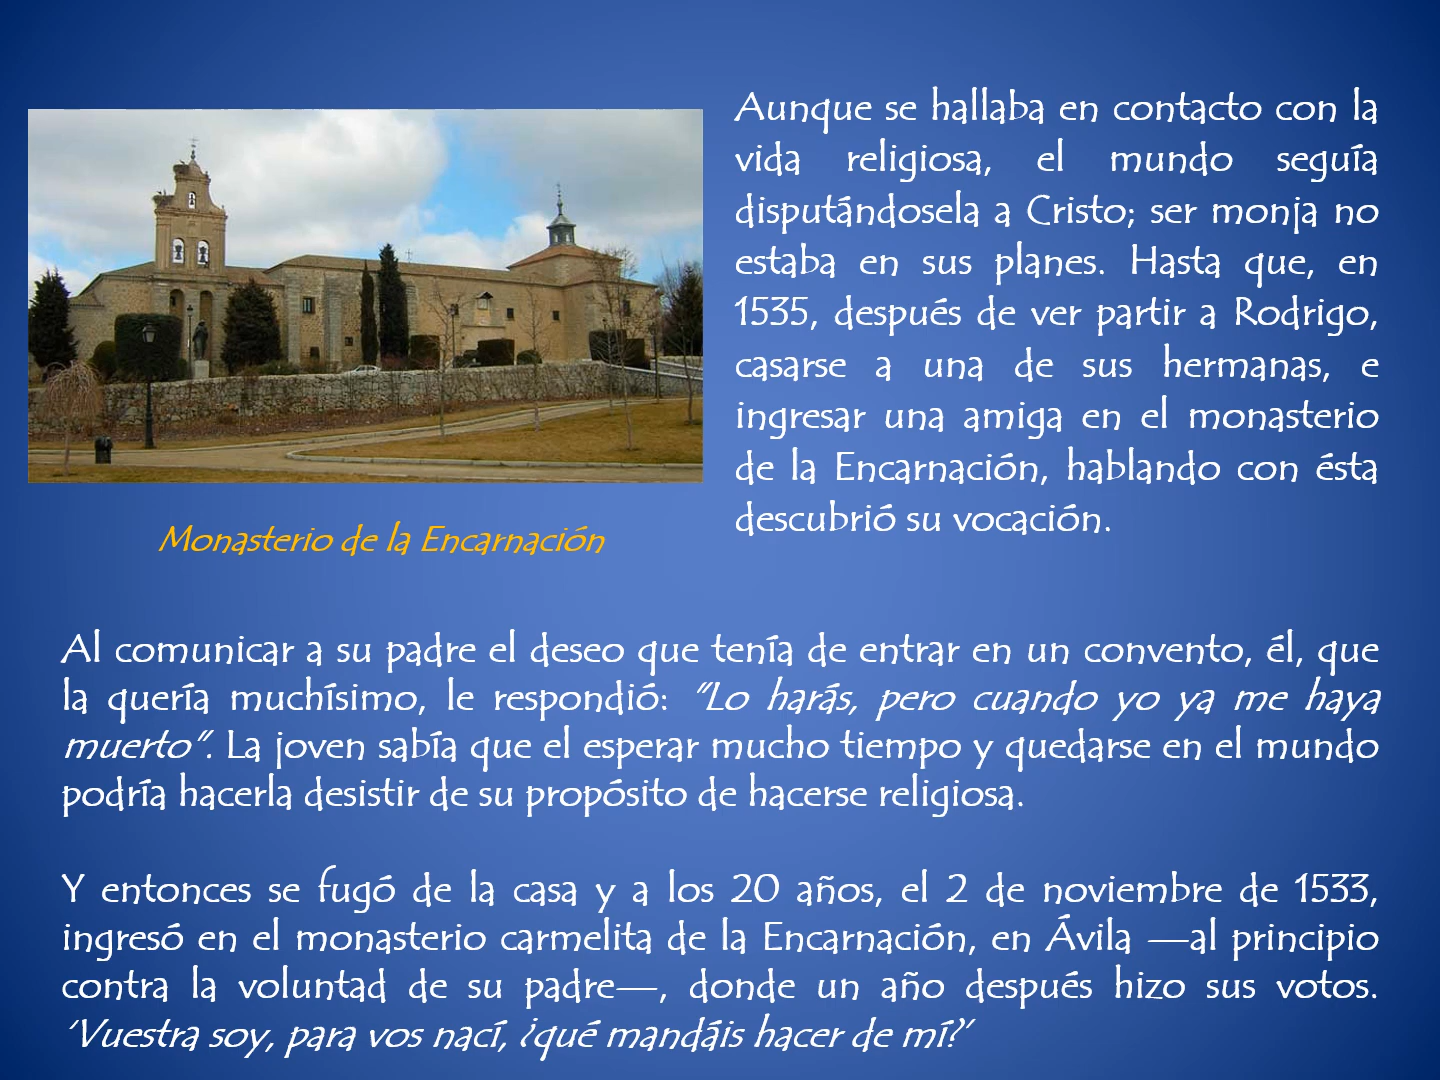 Aunque se hallaba en contacto con la
vida religiosa, el mundo seguía
disputándosela a Cristo; ser monja no
estaba en sus planes. Hasta que, en
1535, después de ver partir a Rodrigo,
casarse a una de sus hermanas, e
ingresar una amiga en el monasterio
de la Encarnación, hablando con ésta
descubrió su vocación.
Monasterio de la Encarnación
Al comunicar a su padre el deseo que tenía de entrar en un convento, él, que
la quería muchísimo, le respondió: "Lo harás, pero cuando yo ya me haya
muerto". La joven sabía que el esperar mucho tiempo y quedarse en el mundo
podría hacerla desistir de su propósito de hacerse religiosa.
Y entonces se fugó de la casa y a los 20 años, el 2 de noviembre de 1533,
ingresó en el monasterio carmelita de la Encarnación, en Ávila —al principio
contra la voluntad de su padre—, donde un año después hizo sus votos.
‘Vuestra soy, para vos nací, ¿qué mandáis hacer de mí?’